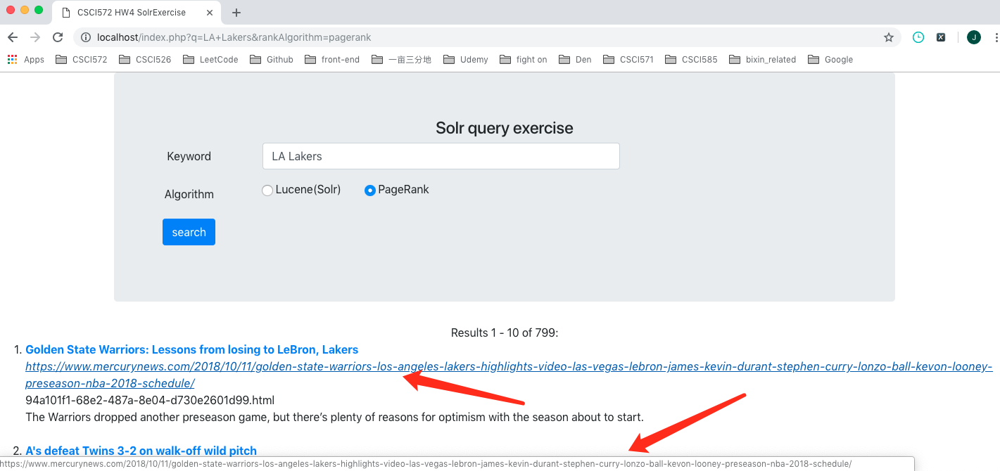 CSCI572 HW4 SolrExercise
localhost/index.php?q=LA+Lakers&rankAlgorithm=pagerank
J
Apps CSCI572 CSCI526 LeetCode Github front-end 一亩三分地 Udemy fight on Den CSCI571 CSCI585 bixin_related Google
Solr query exercise
Keyword LA Lakers
Algorithm Lucene(Solr) PageRank
search
Results 1 - 10 of 799:
1. Golden State Warriors: Lessons from losing to LeBron, Lakers
https://www.mercurynews.com/2018/10/11/golden-state-warriors-los-angeles-lakers-highlights-video-las-vegas-lebron-james-kevin-durant-stephen-curry-lonzo-ball-kevon-looney-
preseason-nba-2018-schedule/
94a101f1-68e2-487a-8e04-d730e2601d99.html
The Warriors dropped another preseason game, but there’s plenty of reasons for optimism with the season about to start.
2. A's defeat Twins 3-2 on walk-off wild pitch
https://www.mercurynews.com/2018/10/11/golden-state-warriors-los-angeles-lakers-highlights-video-las-vegas-lebron-james-kevin-durant-stephen-curry-lonzo-ball-kevon-looney-preseason-nba-2018-schedule/